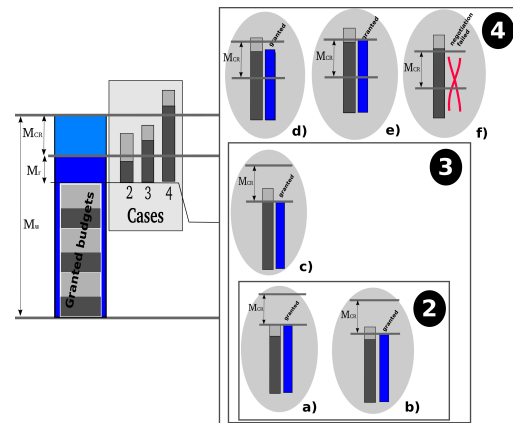 4
negotiation
failed
granted
granted
MCR
MCR
MCR
d)
e)
f)
MCR
Mr
Mu
Granted budgets
2 3 4
Cases
3
MCR
granted
c)
2
MCR
granted
MCR
granted
a)
b)